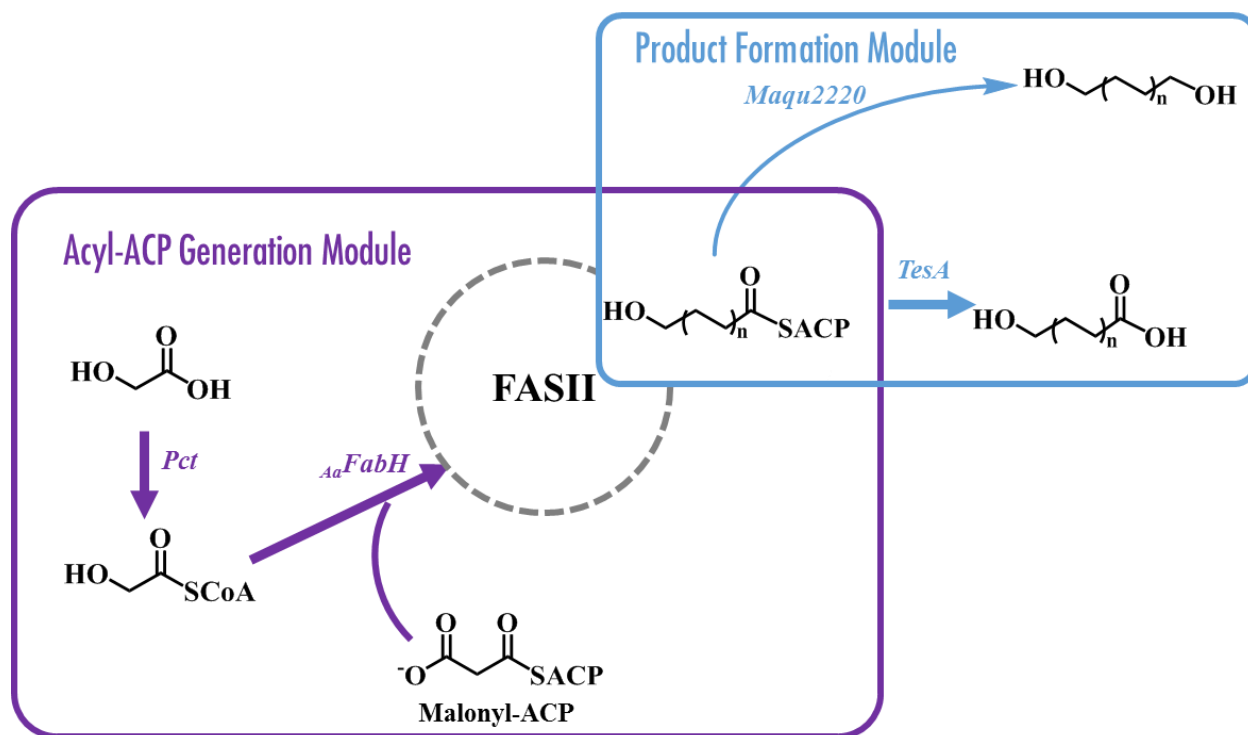 Product Formation Module
Maqu2220
HO
n
OH
Acyl-ACP Generation Module
TesA
O
HO
n
SACP
O
HO
n
OH
O
HO
OH
FASII
Pct
AaFabH
O
HO
SCoA
O
O
-O
SACP
Malonyl-ACP